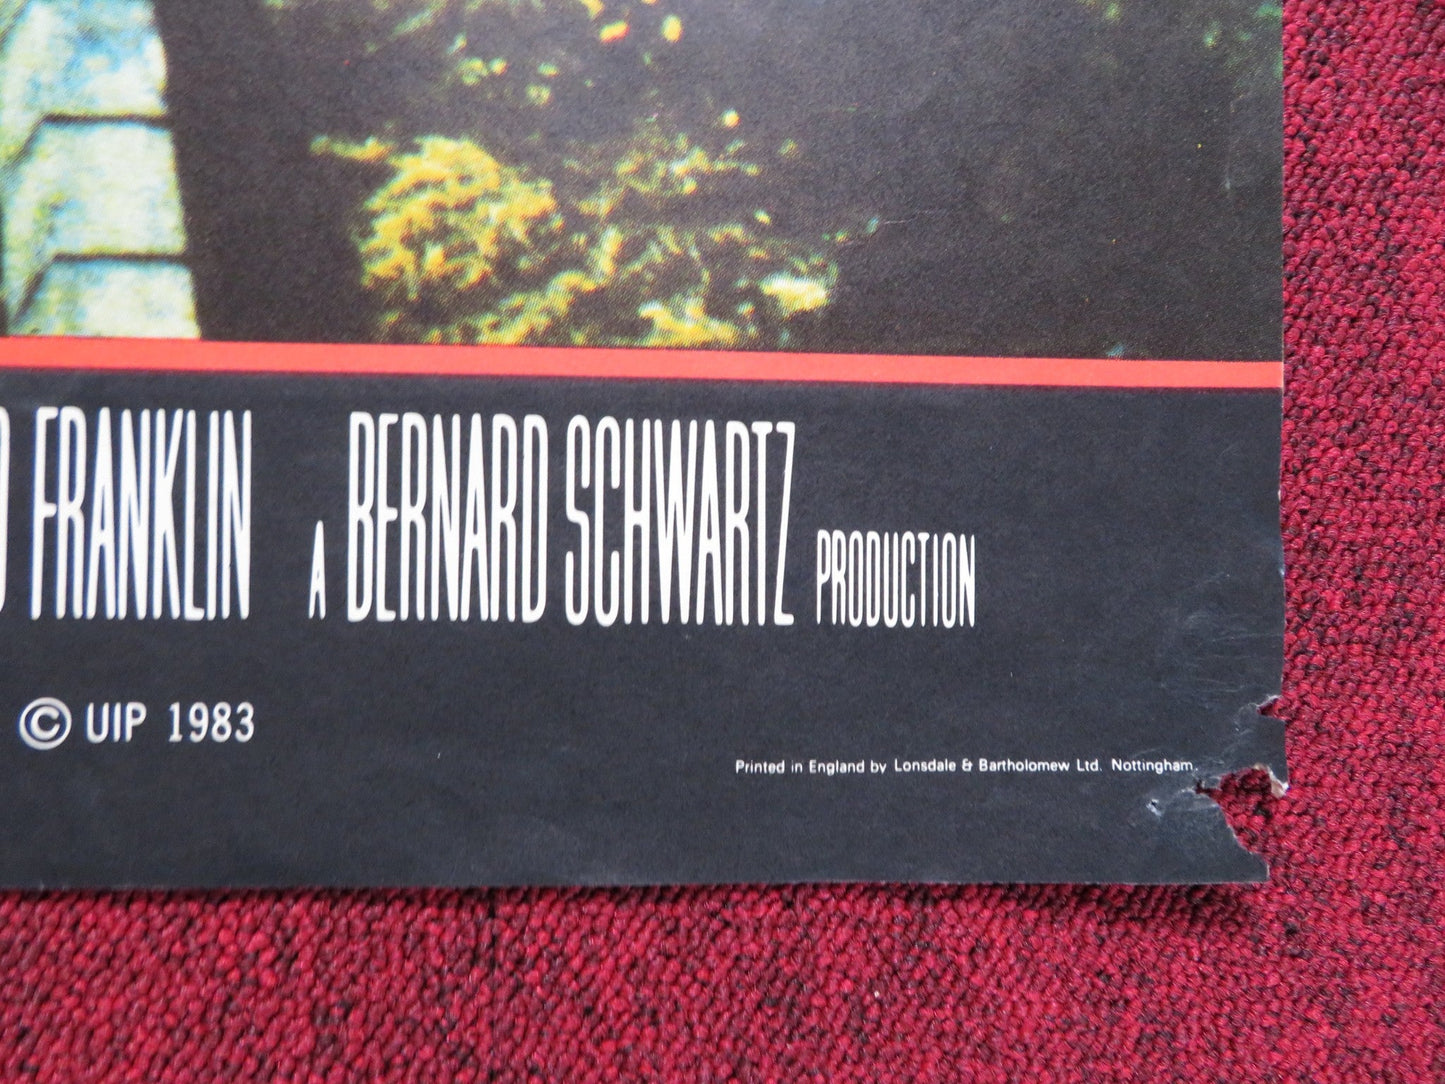 FRANKLIN A BERNARD SCHWARTZ PRODUCTION
© UIP 1983
Printed in England by Lonsdale & Bartholomew Ltd. Nottingham.